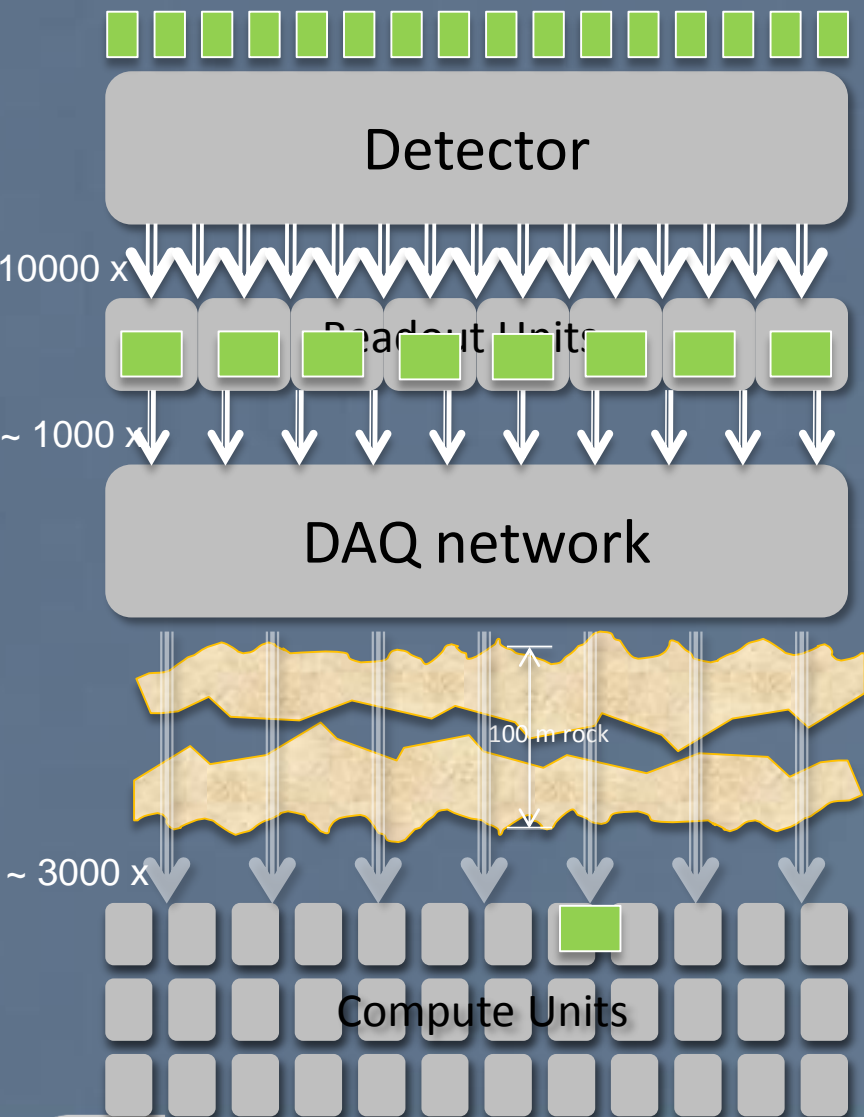 Detector
10000 x
Readout Units
~ 1000 x
DAQ network
100 m rock
~ 3000 x
Compute Units